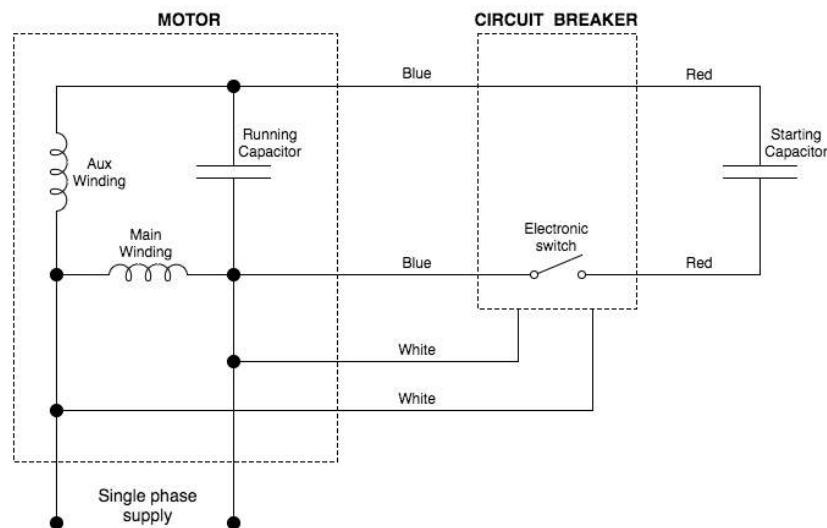 MOTOR
CIRCUIT BREAKER
Blue
Red
Running
Capacitor
Starting
Capacitor
Aux
Winding
Main
Winding
Electronic
switch
Blue
Red
White
White
Single phase
supply